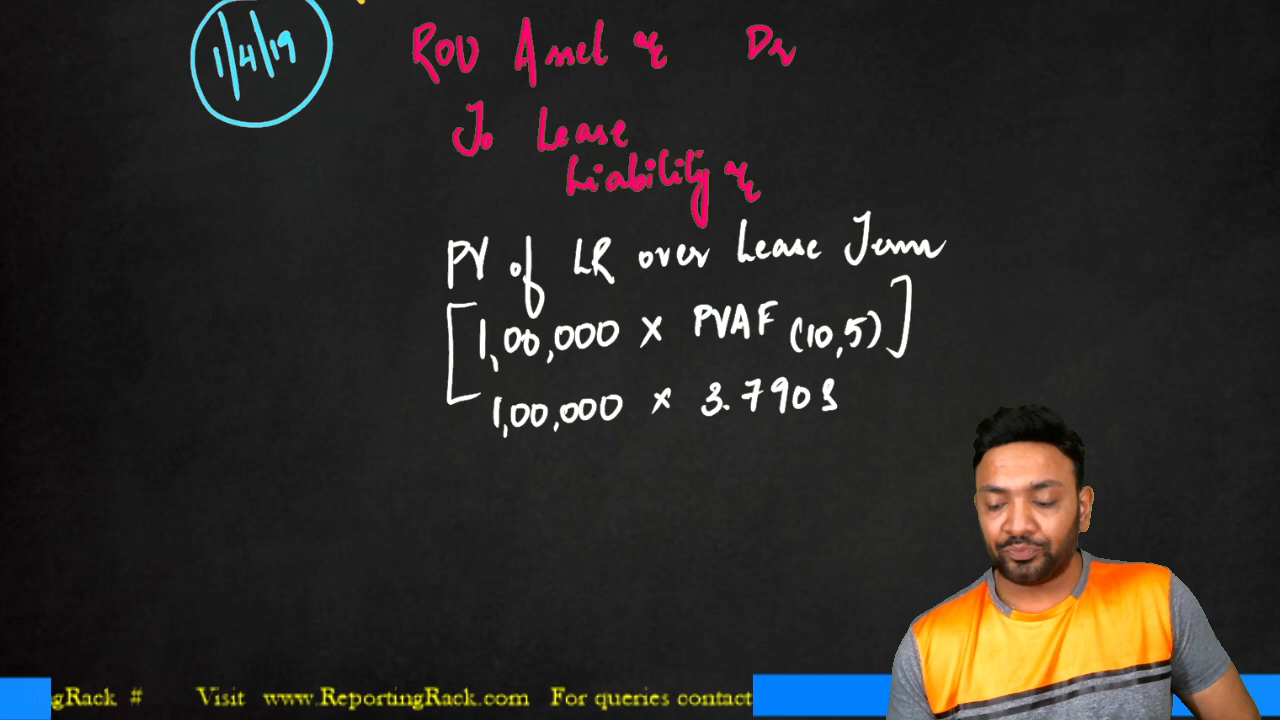 1/4/19
ROU Asset a/c Dr
To Lease
Liability a/c
PV of LR over Lease Term
[1,00,000 x PVAF (10,5)]
1,00,000 x 3.7908
gRack # Visit www.ReportingRack.com For queries contact